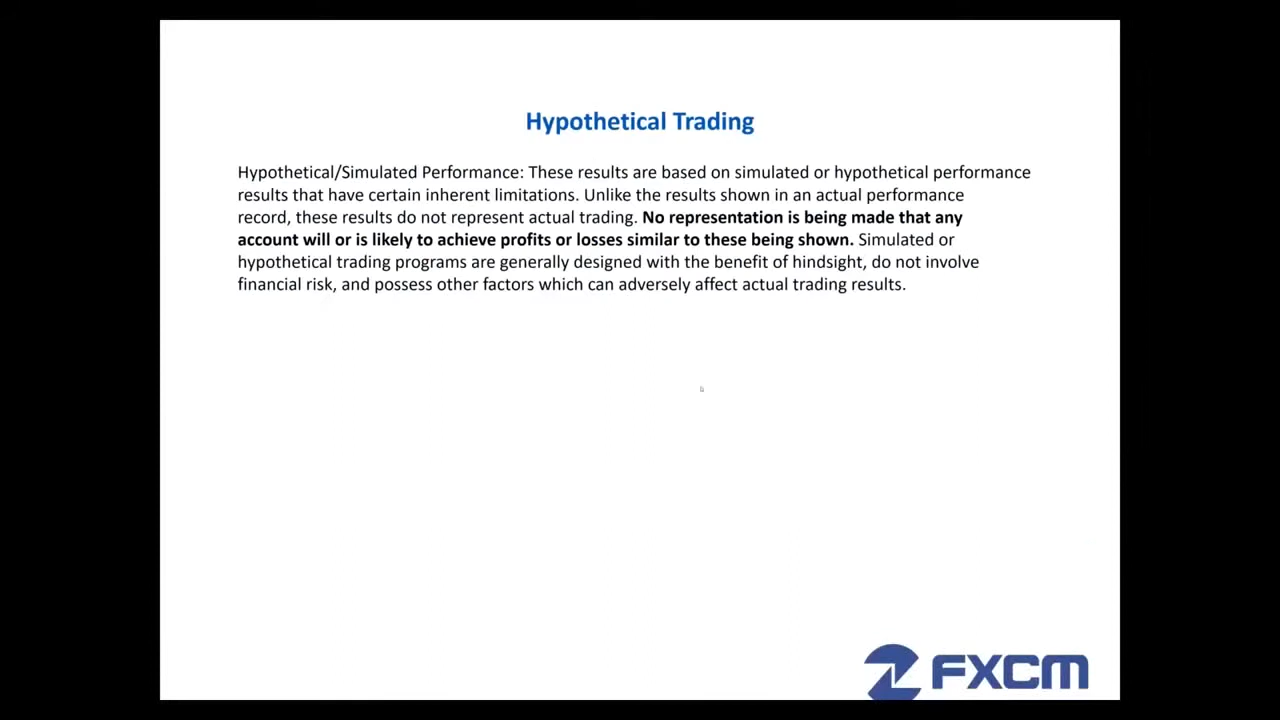 Hypothetical Trading
Hypothetical/Simulated Performance: These results are based on simulated or hypothetical performance
results that have certain inherent limitations. Unlike the results shown in an actual performance
record, these results do not represent actual trading. No representation is being made that any
account will or is likely to achieve profits or losses similar to these being shown. Simulated or
hypothetical trading programs are generally designed with the benefit of hindsight, do not involve
financial risk, and possess other factors which can adversely affect actual trading results.
FXCM